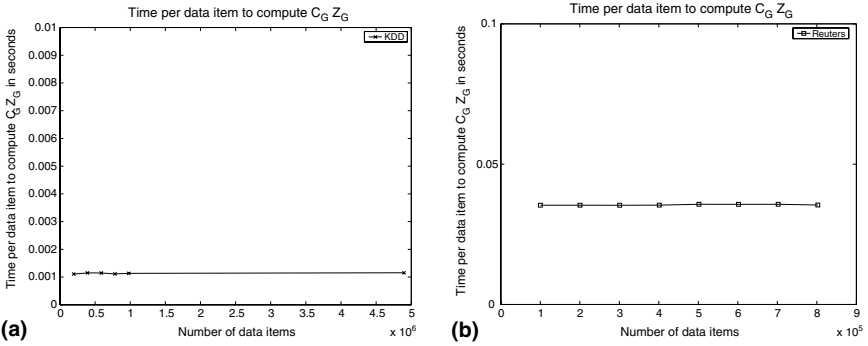 Time per data item to compute C_G Z_G
0.01
0.009
0.008
0.007
0.006
0.005
0.004
0.003
0.002
0.001
0
Time per data item to compute C_G Z_G in seconds
KDD
0 0.5 1 1.5 2 2.5 3 3.5 4 4.5 5
Number of data items
x 10^6
(a)
Time per data item to compute C_G Z_G
0.1
0.05
0
Time per data item to compute C_G Z_G in seconds
Reuters
0 1 2 3 4 5 6 7 8 9
Number of data items
x 10^5
(b)